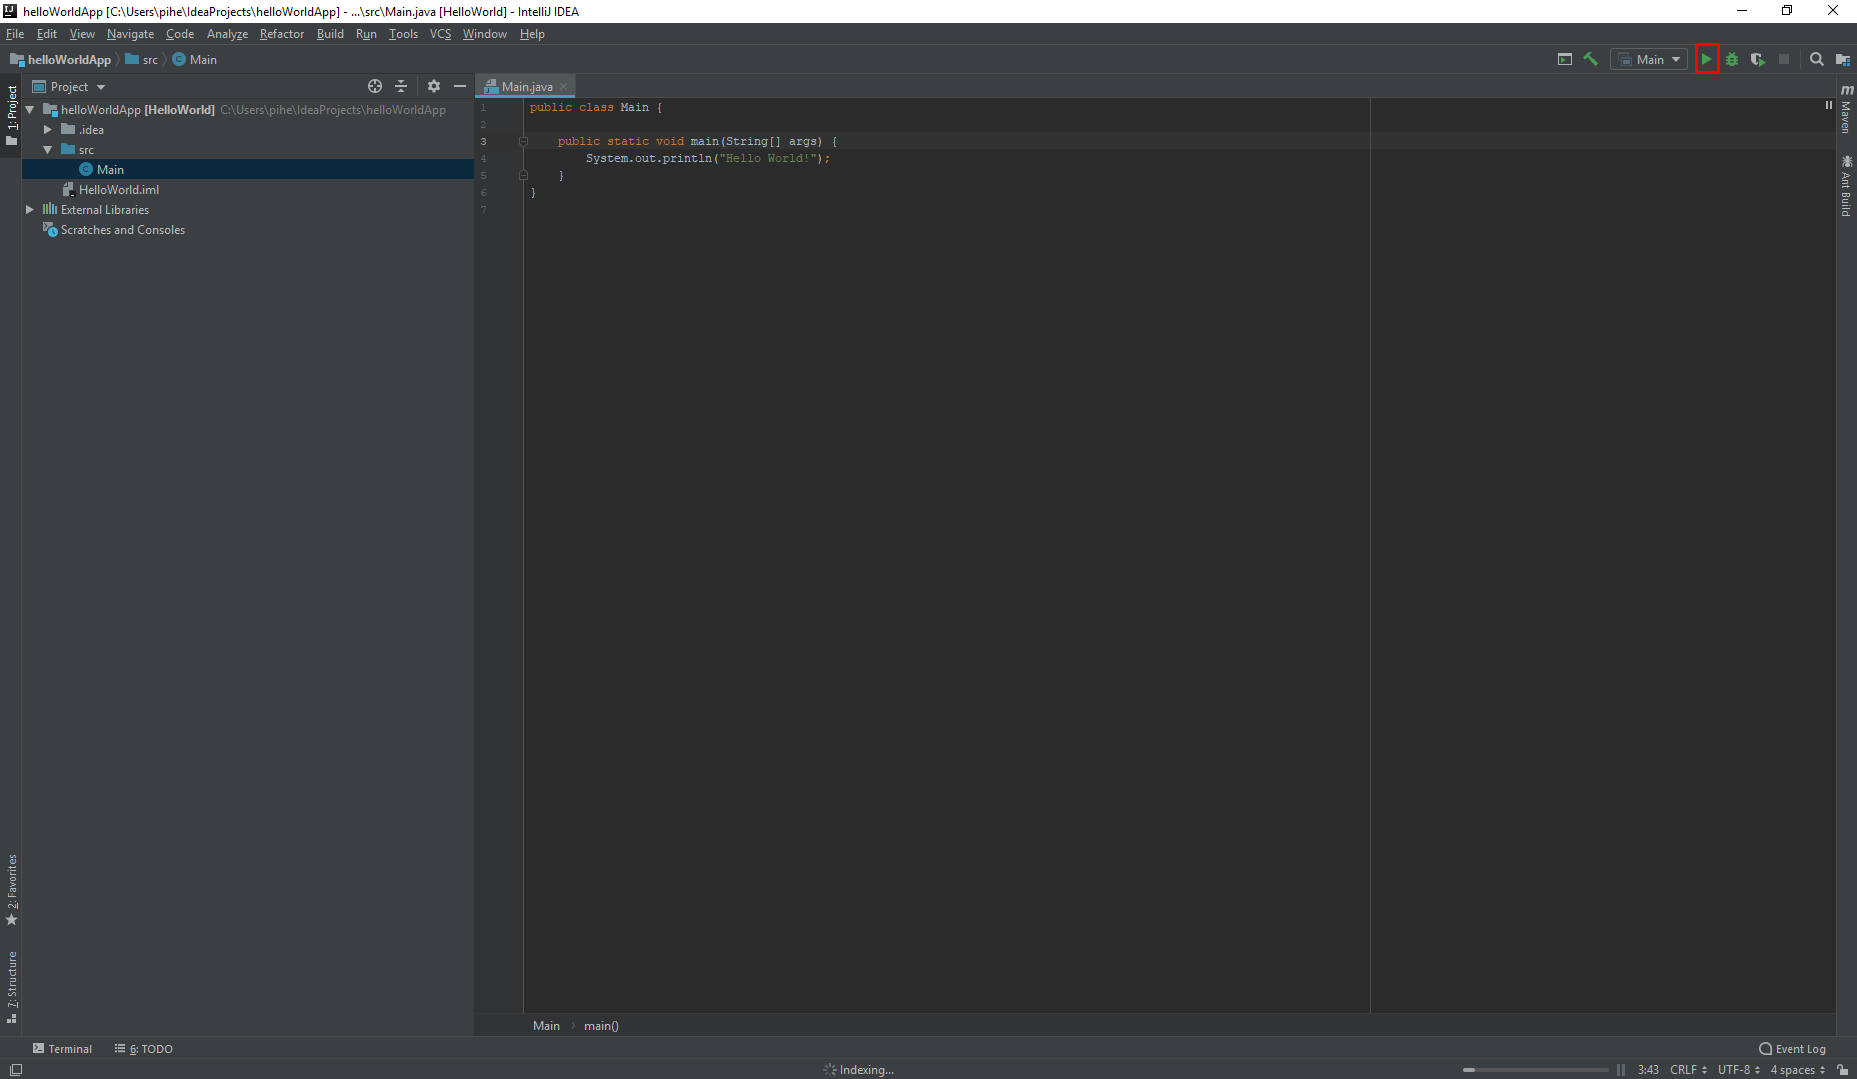 helloWorldApp [C:\Users\pihe\IdeaProjects\helloWorldApp] - ...\src\Main.java [HelloWorld] - IntelliJ IDEA
File Edit View Navigate Code Analyze Refactor Build Run Tools VCS Window Help
helloWorldApp src Main Main
1: Project
Project
helloWorldApp [HelloWorld] C:\Users\pihe\IdeaProjects\helloWorldApp
.idea
src
Main
HelloWorld.iml
External Libraries
Scratches and Consoles
Main.java
1 public class Main {
2
3 public static void main(String[] args) {
4 System.out.println("Hello World!");
5 }
6 }
7
m Maven
Ant Build
2: Favorites
7: Structure
Main main()
Terminal 6: TODO Event Log
Indexing... 3:43 CRLF UTF-8 4 spaces